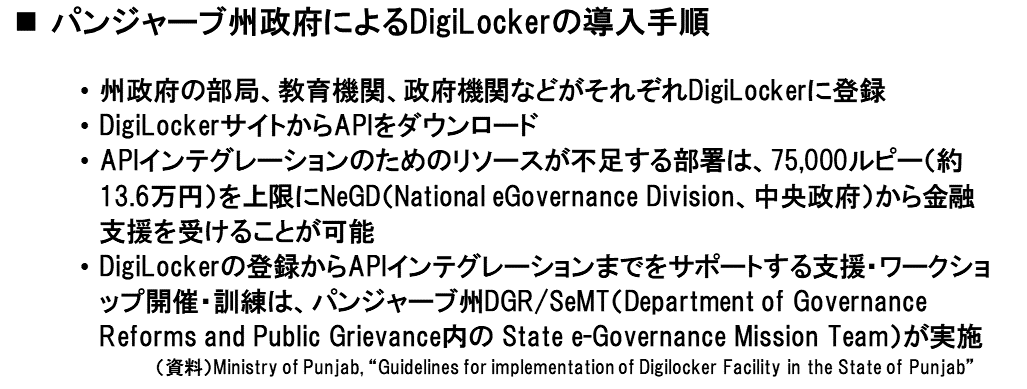 ■ パンジャーブ州政府によるDigiLockerの導入手順
• 州政府の部局、教育機関、政府機関などがそれぞれDigiLockerに登録
• DigiLockerサイトからAPIをダウンロード
• APIインテグレーションのためのリソースが不足する部署は、75,000ルピー（約
13.6万円）を上限にNeGD（National eGovernance Division、中央政府）から金融
支援を受けることが可能
• DigiLockerの登録からAPIインテグレーションまでをサポートする支援・ワークショ
ップ開催・訓練は、パンジャーブ州DGR/SeMT（Department of Governance
Reforms and Public Grievance内の State e-Governance Mission Team）が実施
（資料）Ministry of Punjab, “Guidelines for implementation of Digilocker Facility in the State of Punjab”